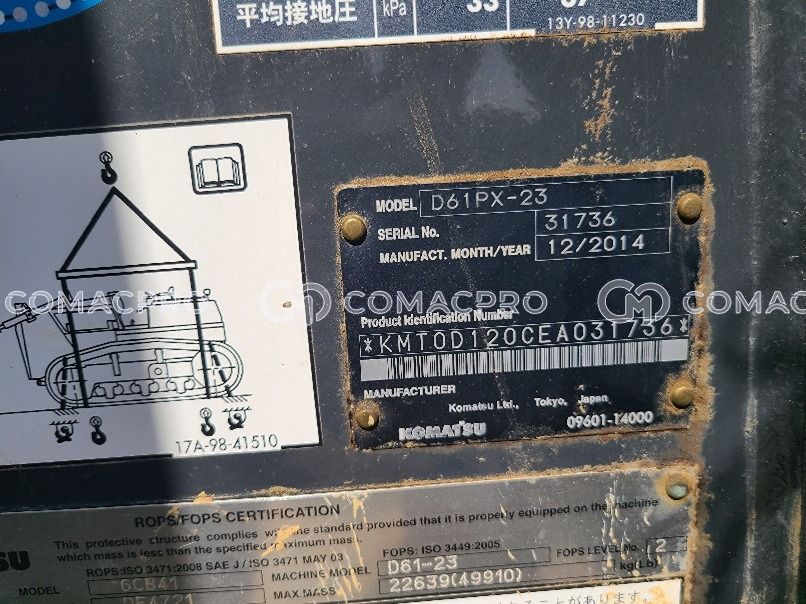 平均接地圧 kPa 33
13Y-98-11230
MODEL D61PX-23
SERIAL No. 31736
MANUFACT. MONTH/YEAR 12/2014
COMACPRO COMACPRO COMA
Product Identification Number
*KMT0D120CEA031736*
MANUFACTURER
Komatsu Ltd., Tokyo, Japan
KOMATSU 09601-14000
17A-98-41510
ROPS/FOPS CERTIFICATION
This protective structure complies with the standard provided that it is properly equipped on the machine
which mass is less than the specified maximum mass.
ROPS:ISO 3471:2008 SAE J / ISO 3471 MAY 03 FOPS: ISO 3449:2005 FOPS LEVEL No. 2
MODEL 6CB41 MACHINE MODEL D61-23
MAX.MASS 22639(49910) kg(Lb)